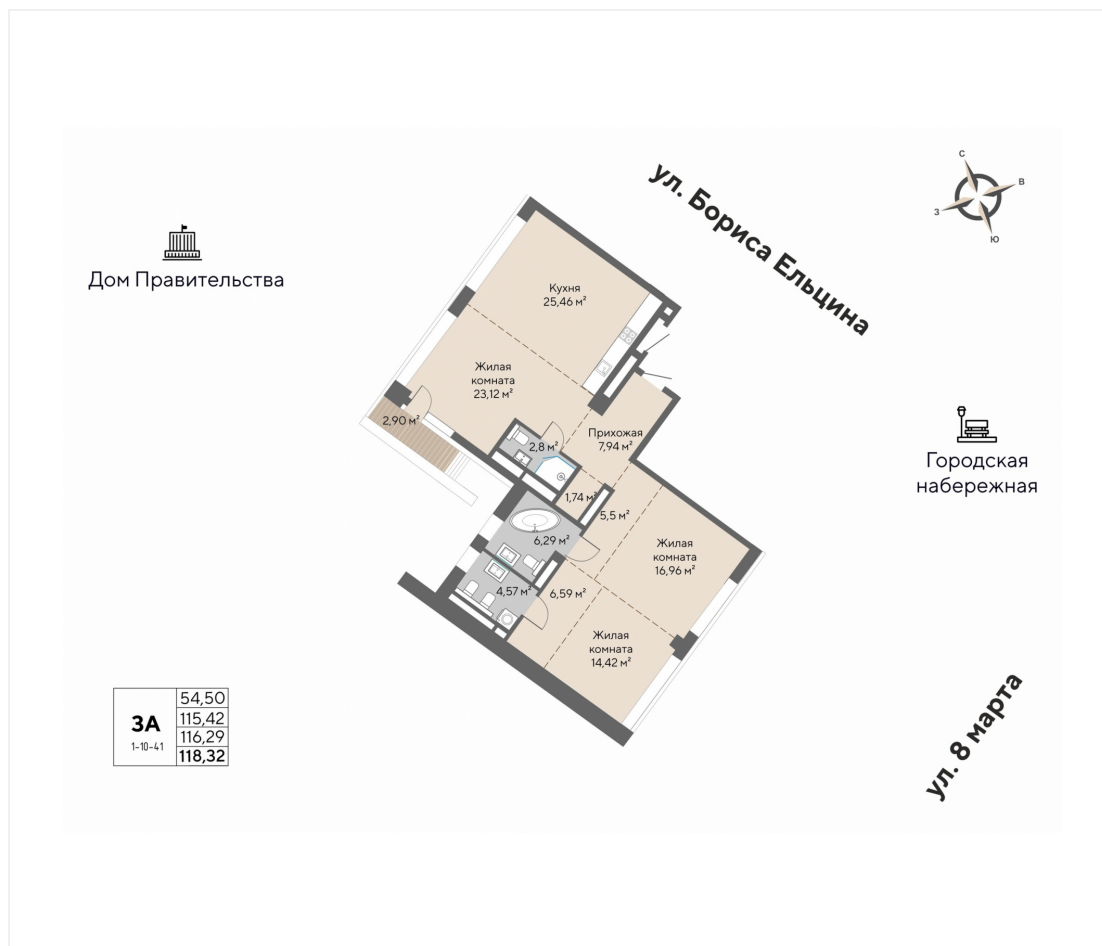 ул. Бориса Ельцина
С
В
З
Ю
Дом Правительства
Кухня
25,46 м²
Жилая
комната
23,12 м²
2,90 м²
2,8 м²
Прихожая
7,94 м²
1,74 м²
5,5 м²
6,29 м²
Жилая
комната
16,96 м²
4,57 м²
6,59 м²
Жилая
комната
14,42 м²
Городская
набережная
ул. 8 марта
3А
1-10-41
54,50
115,42
116,29
118,32